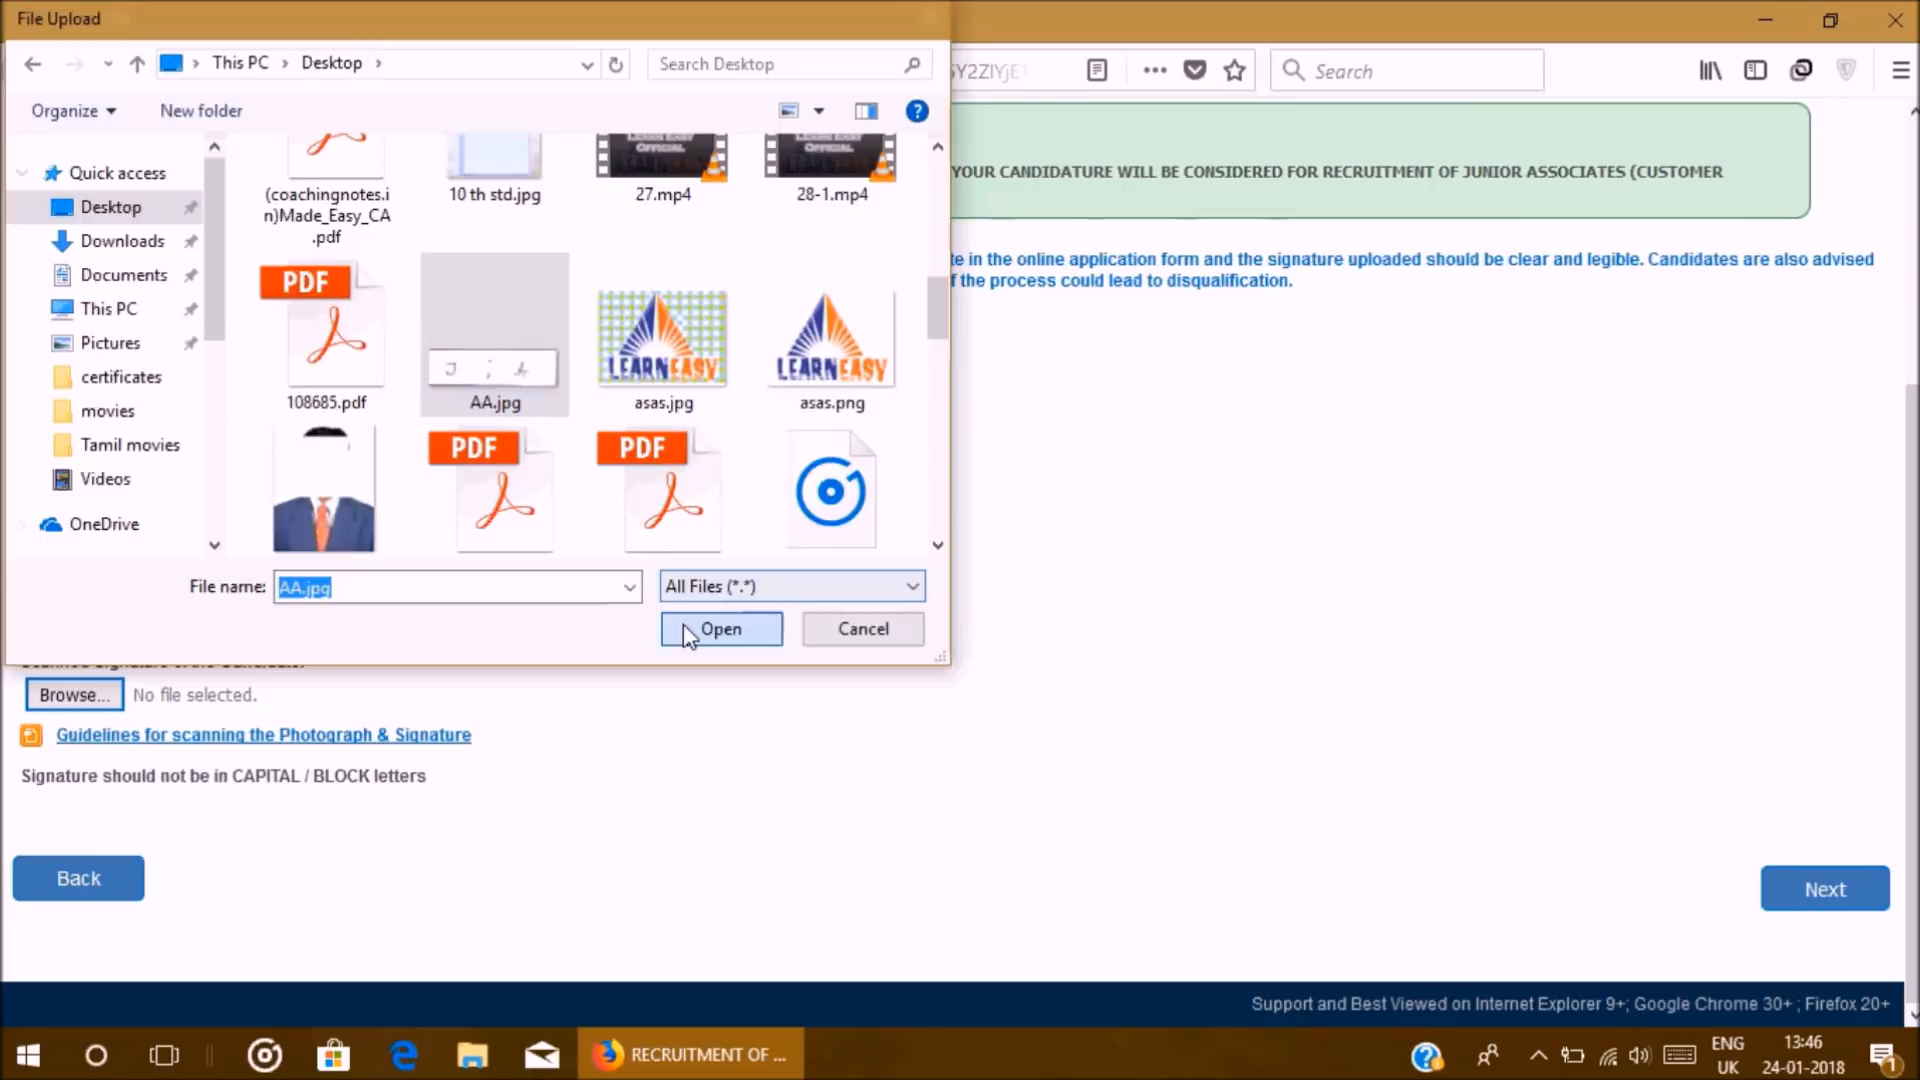 File Upload
This PC
Desktop
Search Desktop
Search
Organize
New folder
YOUR CANDIDATURE WILL BE CONSIDERED FOR RECRUITMENT OF JUNIOR ASSOCIATES (CUSTOMER
te in the online application form and the signature uploaded should be clear and legible. Candidates are also advised
f the process could lead to disqualification.
Quick access
Desktop
Downloads
Documents
This PC
Pictures
certificates
movies
Tamil movies
Videos
OneDrive
OFFICIAL
OFFICIAL
(coachingnotes.i
n)Made_Easy_CA
.pdf
10 th std.jpg
27.mp4
28-1.mp4
PDF
LEARNEASY
LEARNEASY
108685.pdf
AA.jpg
asas.jpg
asas.png
PDF
PDF
File name:
AA.jpg
All Files (*.*)
Open
Cancel
Browse...
No file selected.
Guidelines for scanning the Photograph & Signature
Signature should not be in CAPITAL / BLOCK letters
Back
Next
Support and Best Viewed on Internet Explorer 9+; Google Chrome 30+ ; Firefox 20+
RECRUITMENT OF ...
ENG
UK
13:46
24-01-2018
1